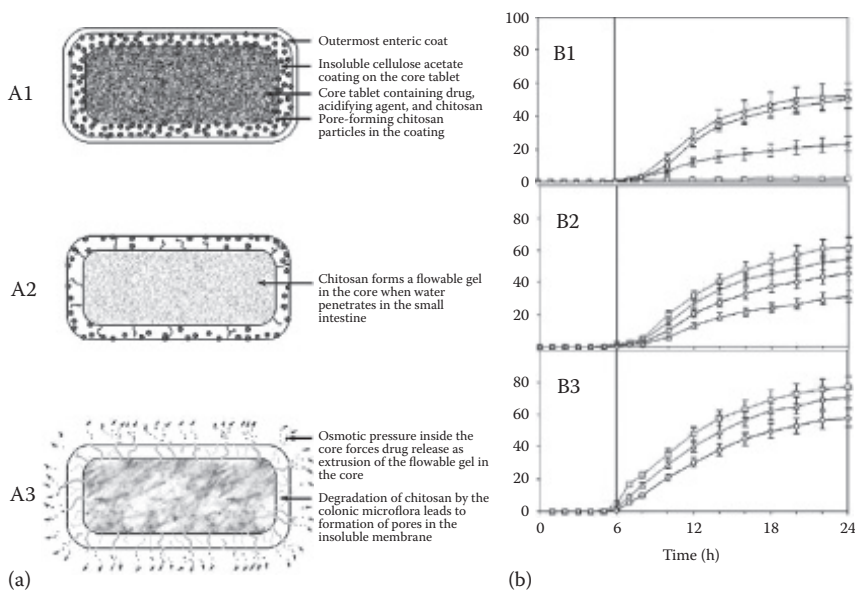 A1
Outermost enteric coat
Insoluble cellulose acetate
coating on the core tablet
Core tablet containing drug,
acidifying agent, and chitosan
Pore-forming chitosan
particles in the coating
A2
Chitosan forms a flowable gel
in the core when water
penetrates in the small
intestine
A3
Osmotic pressure inside the
core forces drug release as
extrusion of the flowable gel in
the core
Degradation of chitosan by the
colonic microflora leads to
formation of pores in the
insoluble membrane
(a)
100
80
60
40
20
0
B1
80
60
40
20
B2
80
60
40
20
0
B3
0 6 12 18 24
Time (h)
(b)